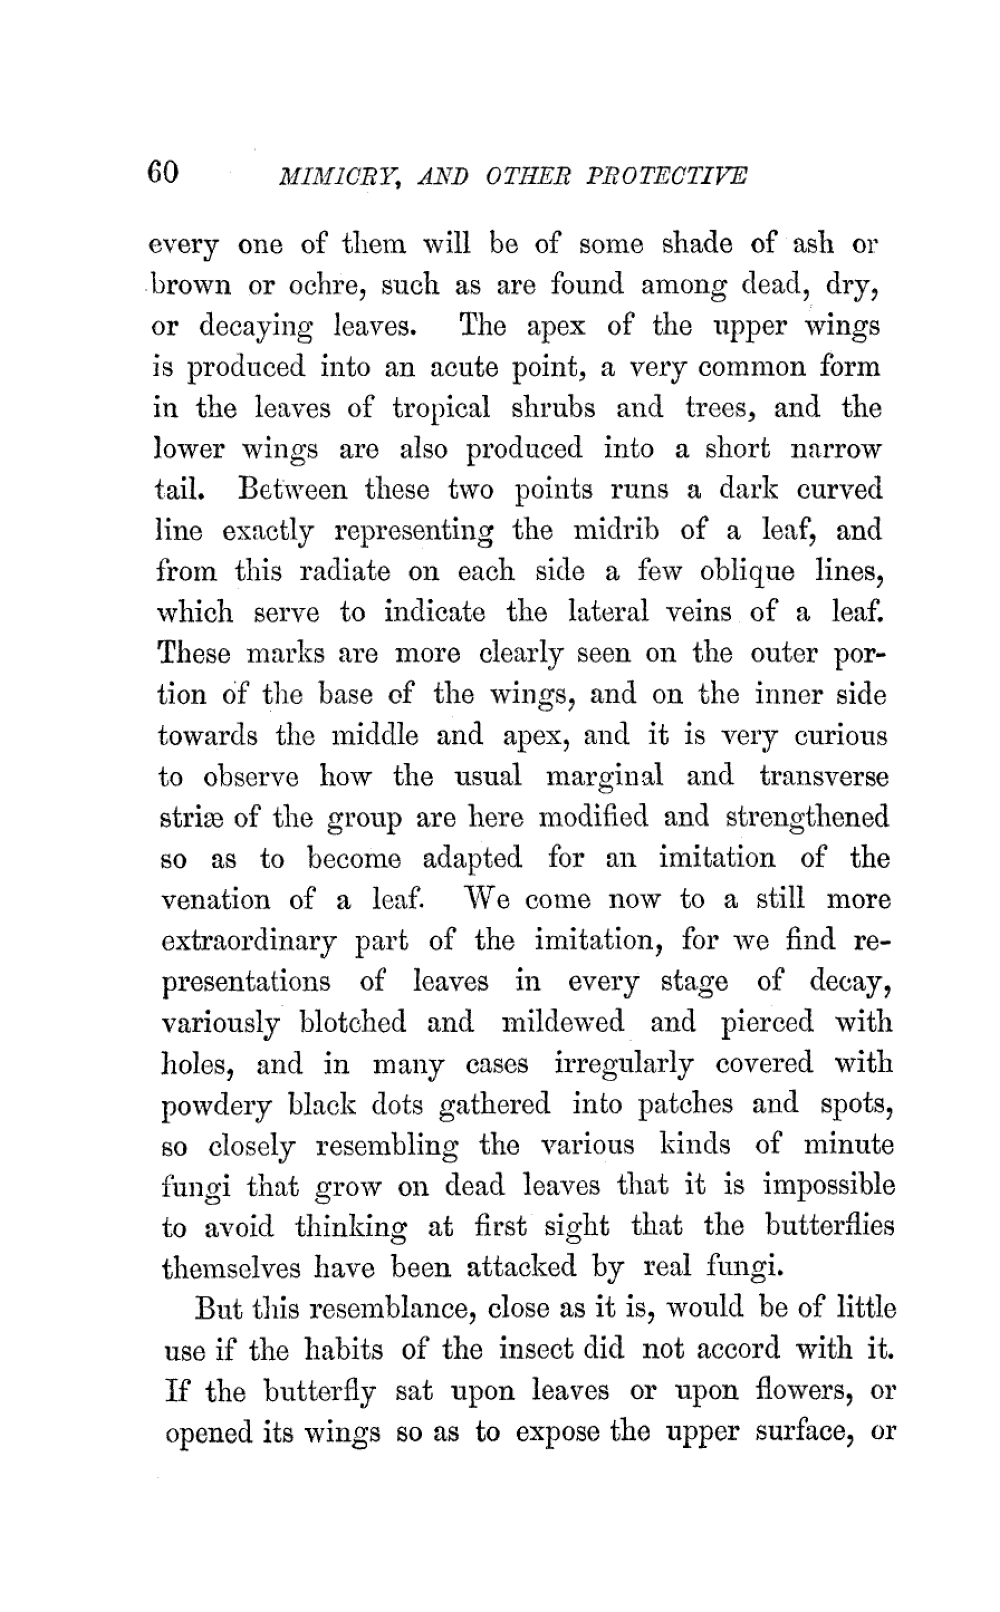 60 MIMICRY, AND OTHER PROTECTIVE
every one of them will be of some shade of ash or
brown or ochre, such as are found among dead, dry,
or decaying leaves. The apex of the upper wings
is produced into an acute point, a very common form
in the leaves of tropical shrubs and trees, and the
lower wings are also produced into a short narrow
tail. Between these two points runs a dark curved
line exactly representing the midrib of a leaf, and
from this radiate on each side a few oblique lines,
which serve to indicate the lateral veins of a leaf.
These marks are more clearly seen on the outer por-
tion of the base of the wings, and on the inner side
towards the middle and apex, and it is very curious
to observe how the usual marginal and transverse
striæ of the group are here modified and strengthened
so as to become adapted for an imitation of the
venation of a leaf. We come now to a still more
extraordinary part of the imitation, for we find re-
presentations of leaves in every stage of decay,
variously blotched and mildewed and pierced with
holes, and in many cases irregularly covered with
powdery black dots gathered into patches and spots,
so closely resembling the various kinds of minute
fungi that grow on dead leaves that it is impossible
to avoid thinking at first sight that the butterflies
themselves have been attacked by real fungi.
But this resemblance, close as it is, would be of little
use if the habits of the insect did not accord with it.
If the butterfly sat upon leaves or upon flowers, or
opened its wings so as to expose the upper surface, or